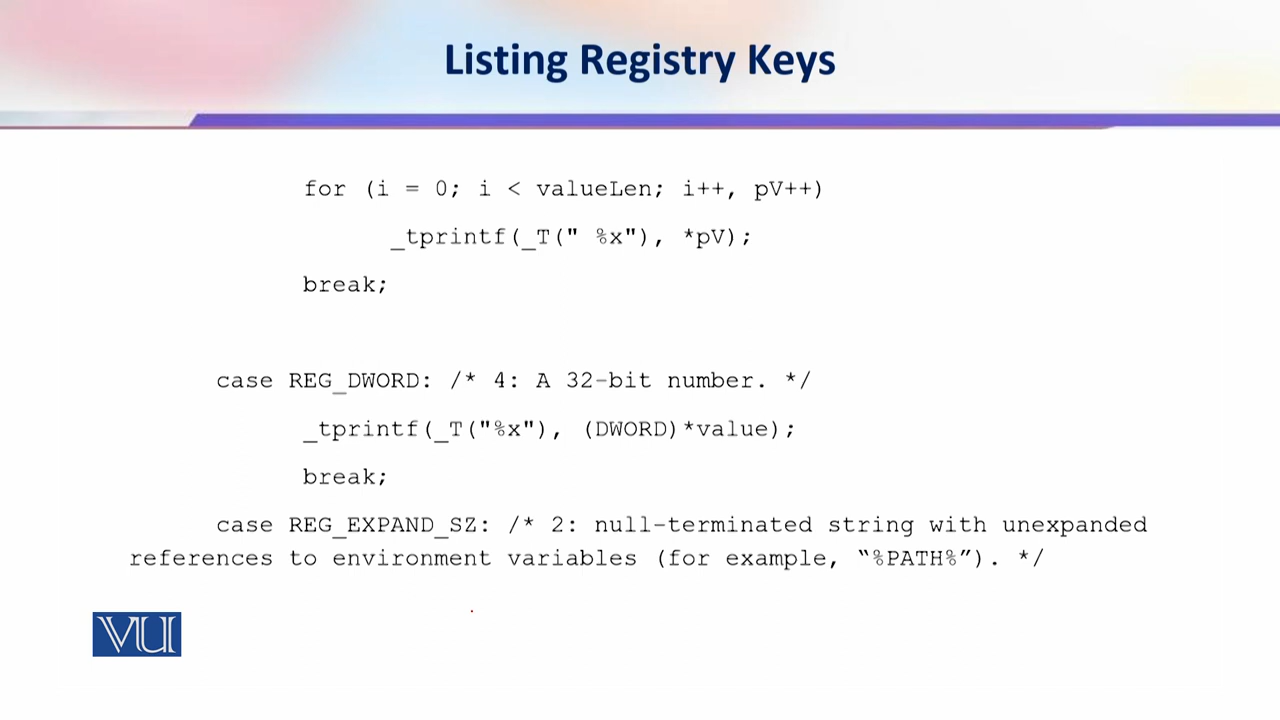 Listing Registry Keys
for (i = 0; i < valueLen; i++, pV++)
_tprintf(_T(" %x"), *pV);
break;
case REG_DWORD: /* 4: A 32-bit number. */
_tprintf(_T("%x"), (DWORD)*value);
break;
case REG_EXPAND_SZ: /* 2: null-terminated string with unexpanded
references to environment variables (for example, “%PATH%”). */
VU